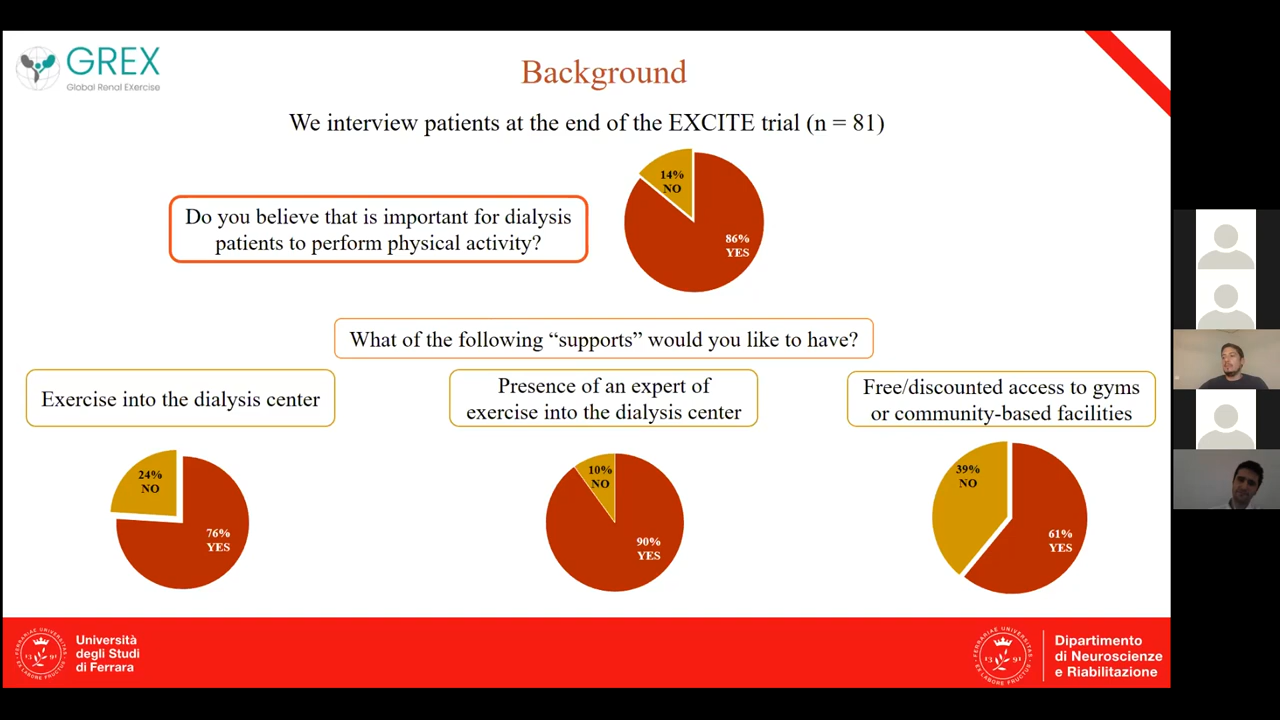 GREX
Global Renal EXercise
Background
We interview patients at the end of the EXCITE trial (n = 81)
14%
NO
86%
YES
Do you believe that is important for dialysis
patients to perform physical activity?
What of the following “supports” would you like to have?
Exercise into the dialysis center
Presence of an expert of
exercise into the dialysis center
Free/discounted access to gyms
or community-based facilities
24%
NO
76%
YES
10%
NO
90%
YES
39%
NO
61%
YES
Università
degli Studi
di Ferrara
Dipartimento
di Neuroscienze
e Riabilitazione